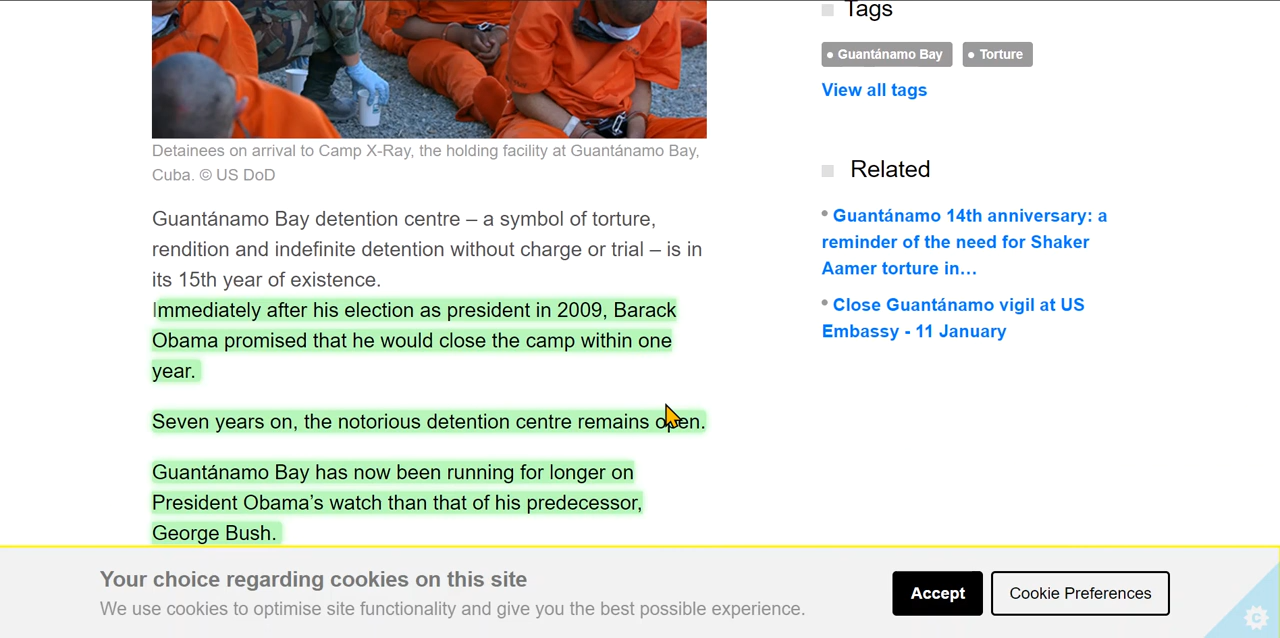 Tags
• Guantánamo Bay
• Torture
View all tags
Detainees on arrival to Camp X-Ray, the holding facility at Guantánamo Bay,
Cuba. © US DoD
Guantánamo Bay detention centre – a symbol of torture,
rendition and indefinite detention without charge or trial – is in
its 15th year of existence.
Immediately after his election as president in 2009, Barack
Obama promised that he would close the camp within one
year.
Seven years on, the notorious detention centre remains open.
Guantánamo Bay has now been running for longer on
President Obama’s watch than that of his predecessor,
George Bush.
Related
• Guantánamo 14th anniversary: a
reminder of the need for Shaker
Aamer torture in…
• Close Guantánamo vigil at US
Embassy - 11 January
Your choice regarding cookies on this site
We use cookies to optimise site functionality and give you the best possible experience.
Accept
Cookie Preferences
C